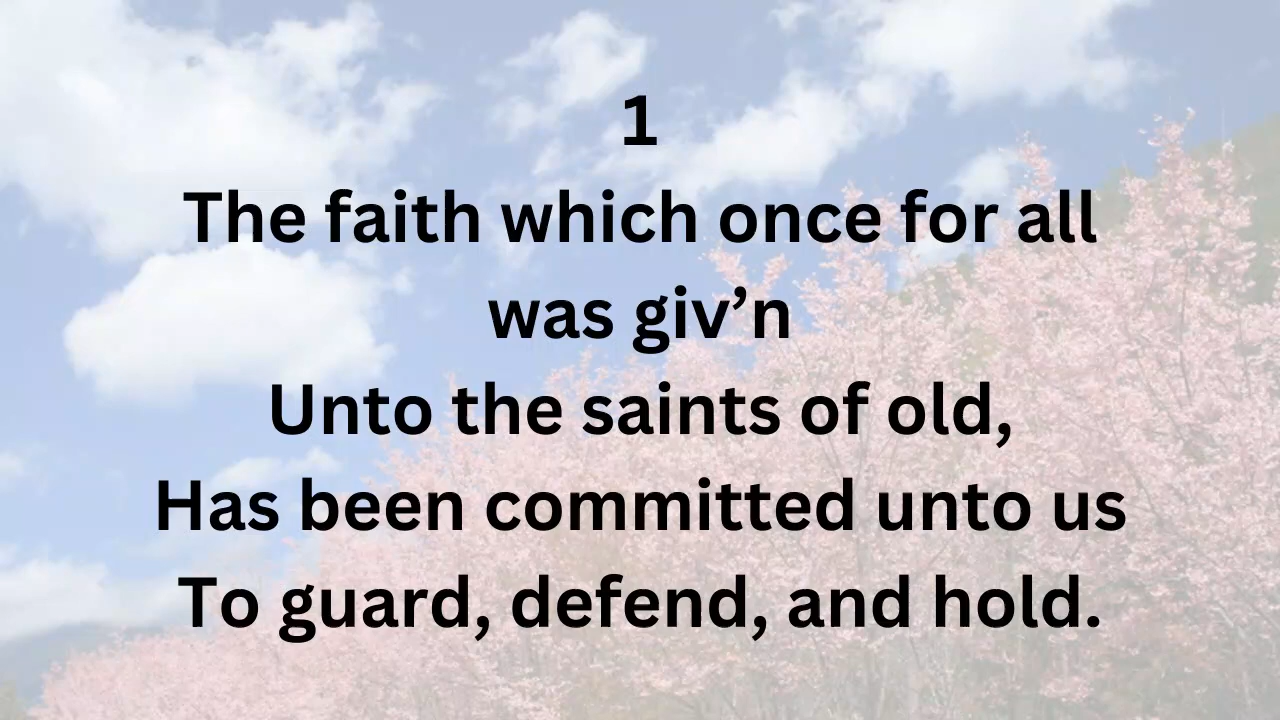 1
The faith which once for all
was giv’n
Unto the saints of old,
Has been committed unto us
To guard, defend, and hold.